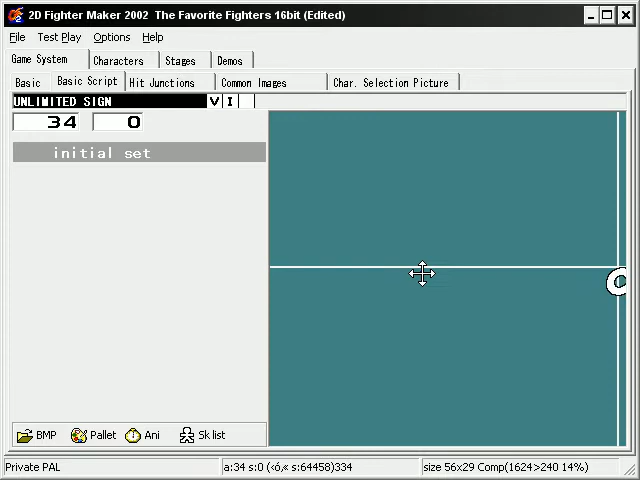 2D Fighter Maker 2002 The Favorite Fighters 16bit (Edited)
File Test Play Options Help
Game System Characters Stages Demos
Basic Basic Script Hit Junctions Common Images Char. Selection Picture
UNLIMITED SIGN V I
34 0
initial set
BMP Pallet Ani Sk list
Private PAL a:34 s:0 (‹ó‚« s:64458)334 size 56x29 Comp(1624>240 14%)